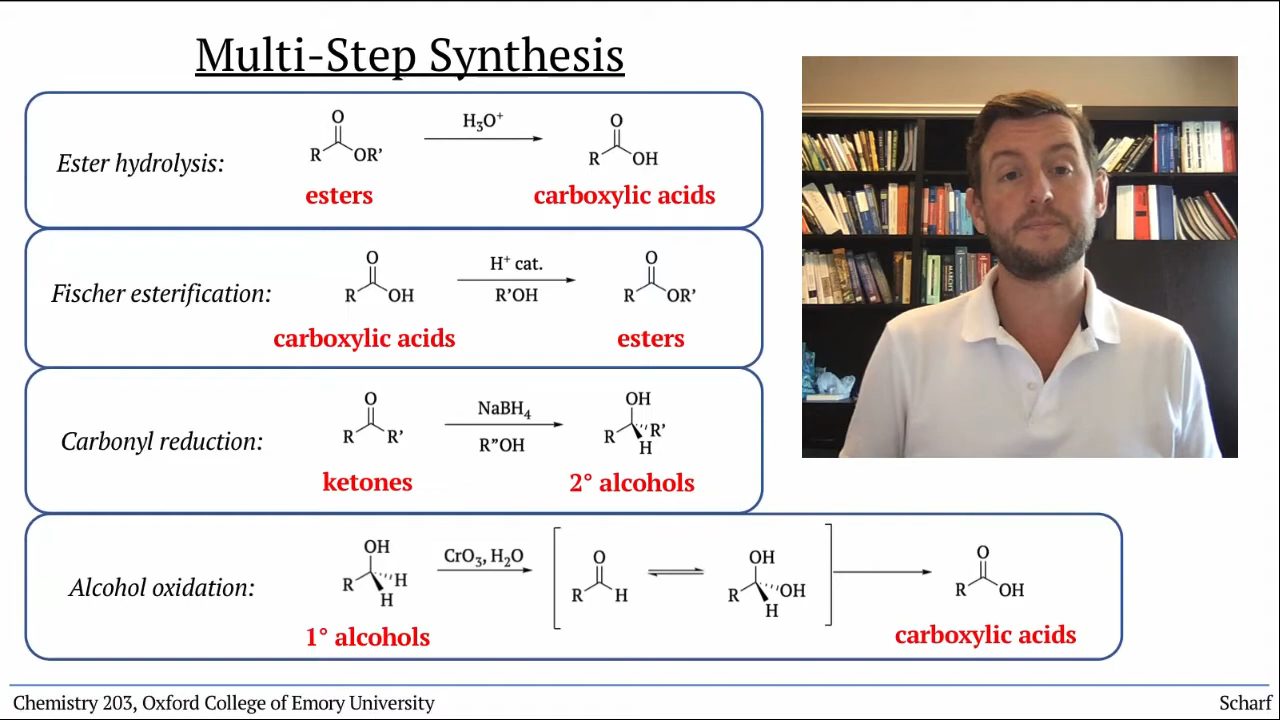 Multi-Step Synthesis
Ester hydrolysis:
O
R
OR’
H₃O⁺
O
R
OH
esters
carboxylic acids
Fischer esterification:
O
R
OH
H⁺ cat.
R’OH
O
R
OR’
carboxylic acids
esters
Carbonyl reduction:
O
R
R’
NaBH₄
R”OH
OH
R
R’
H
ketones
2° alcohols
Alcohol oxidation:
OH
R
H
H
CrO₃, H₂O
O
R
H
OH
R
OH
H
O
R
OH
1° alcohols
carboxylic acids
Chemistry 203, Oxford College of Emory University
Scharf